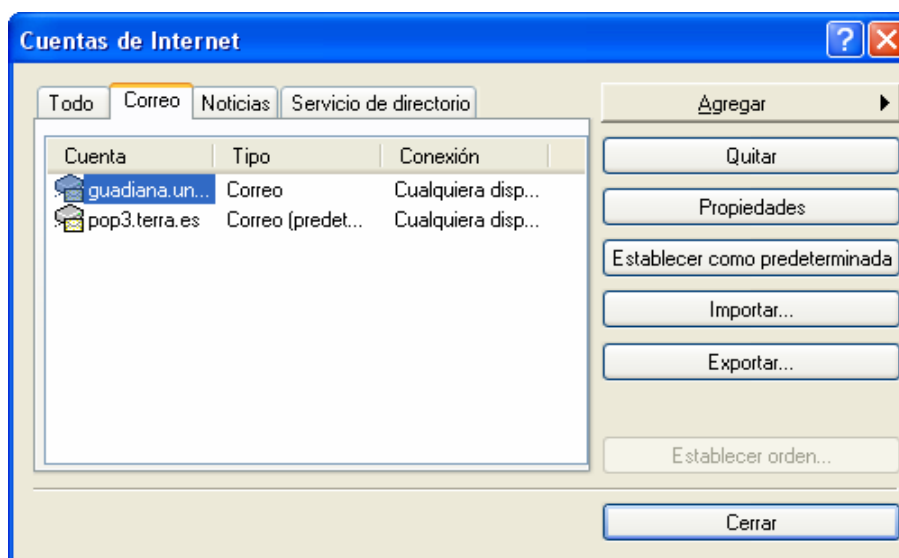 Cuentas de Internet
Todo Correo Noticias Servicio de directorio
Agregar
Cuenta Tipo Conexión
Quitar
guadiana.un... Correo Cualquiera disp...
Propiedades
pop3.terra.es Correo (predet... Cualquiera disp...
Establecer como predeterminada
Importar...
Exportar...
Establecer orden...
Cerrar